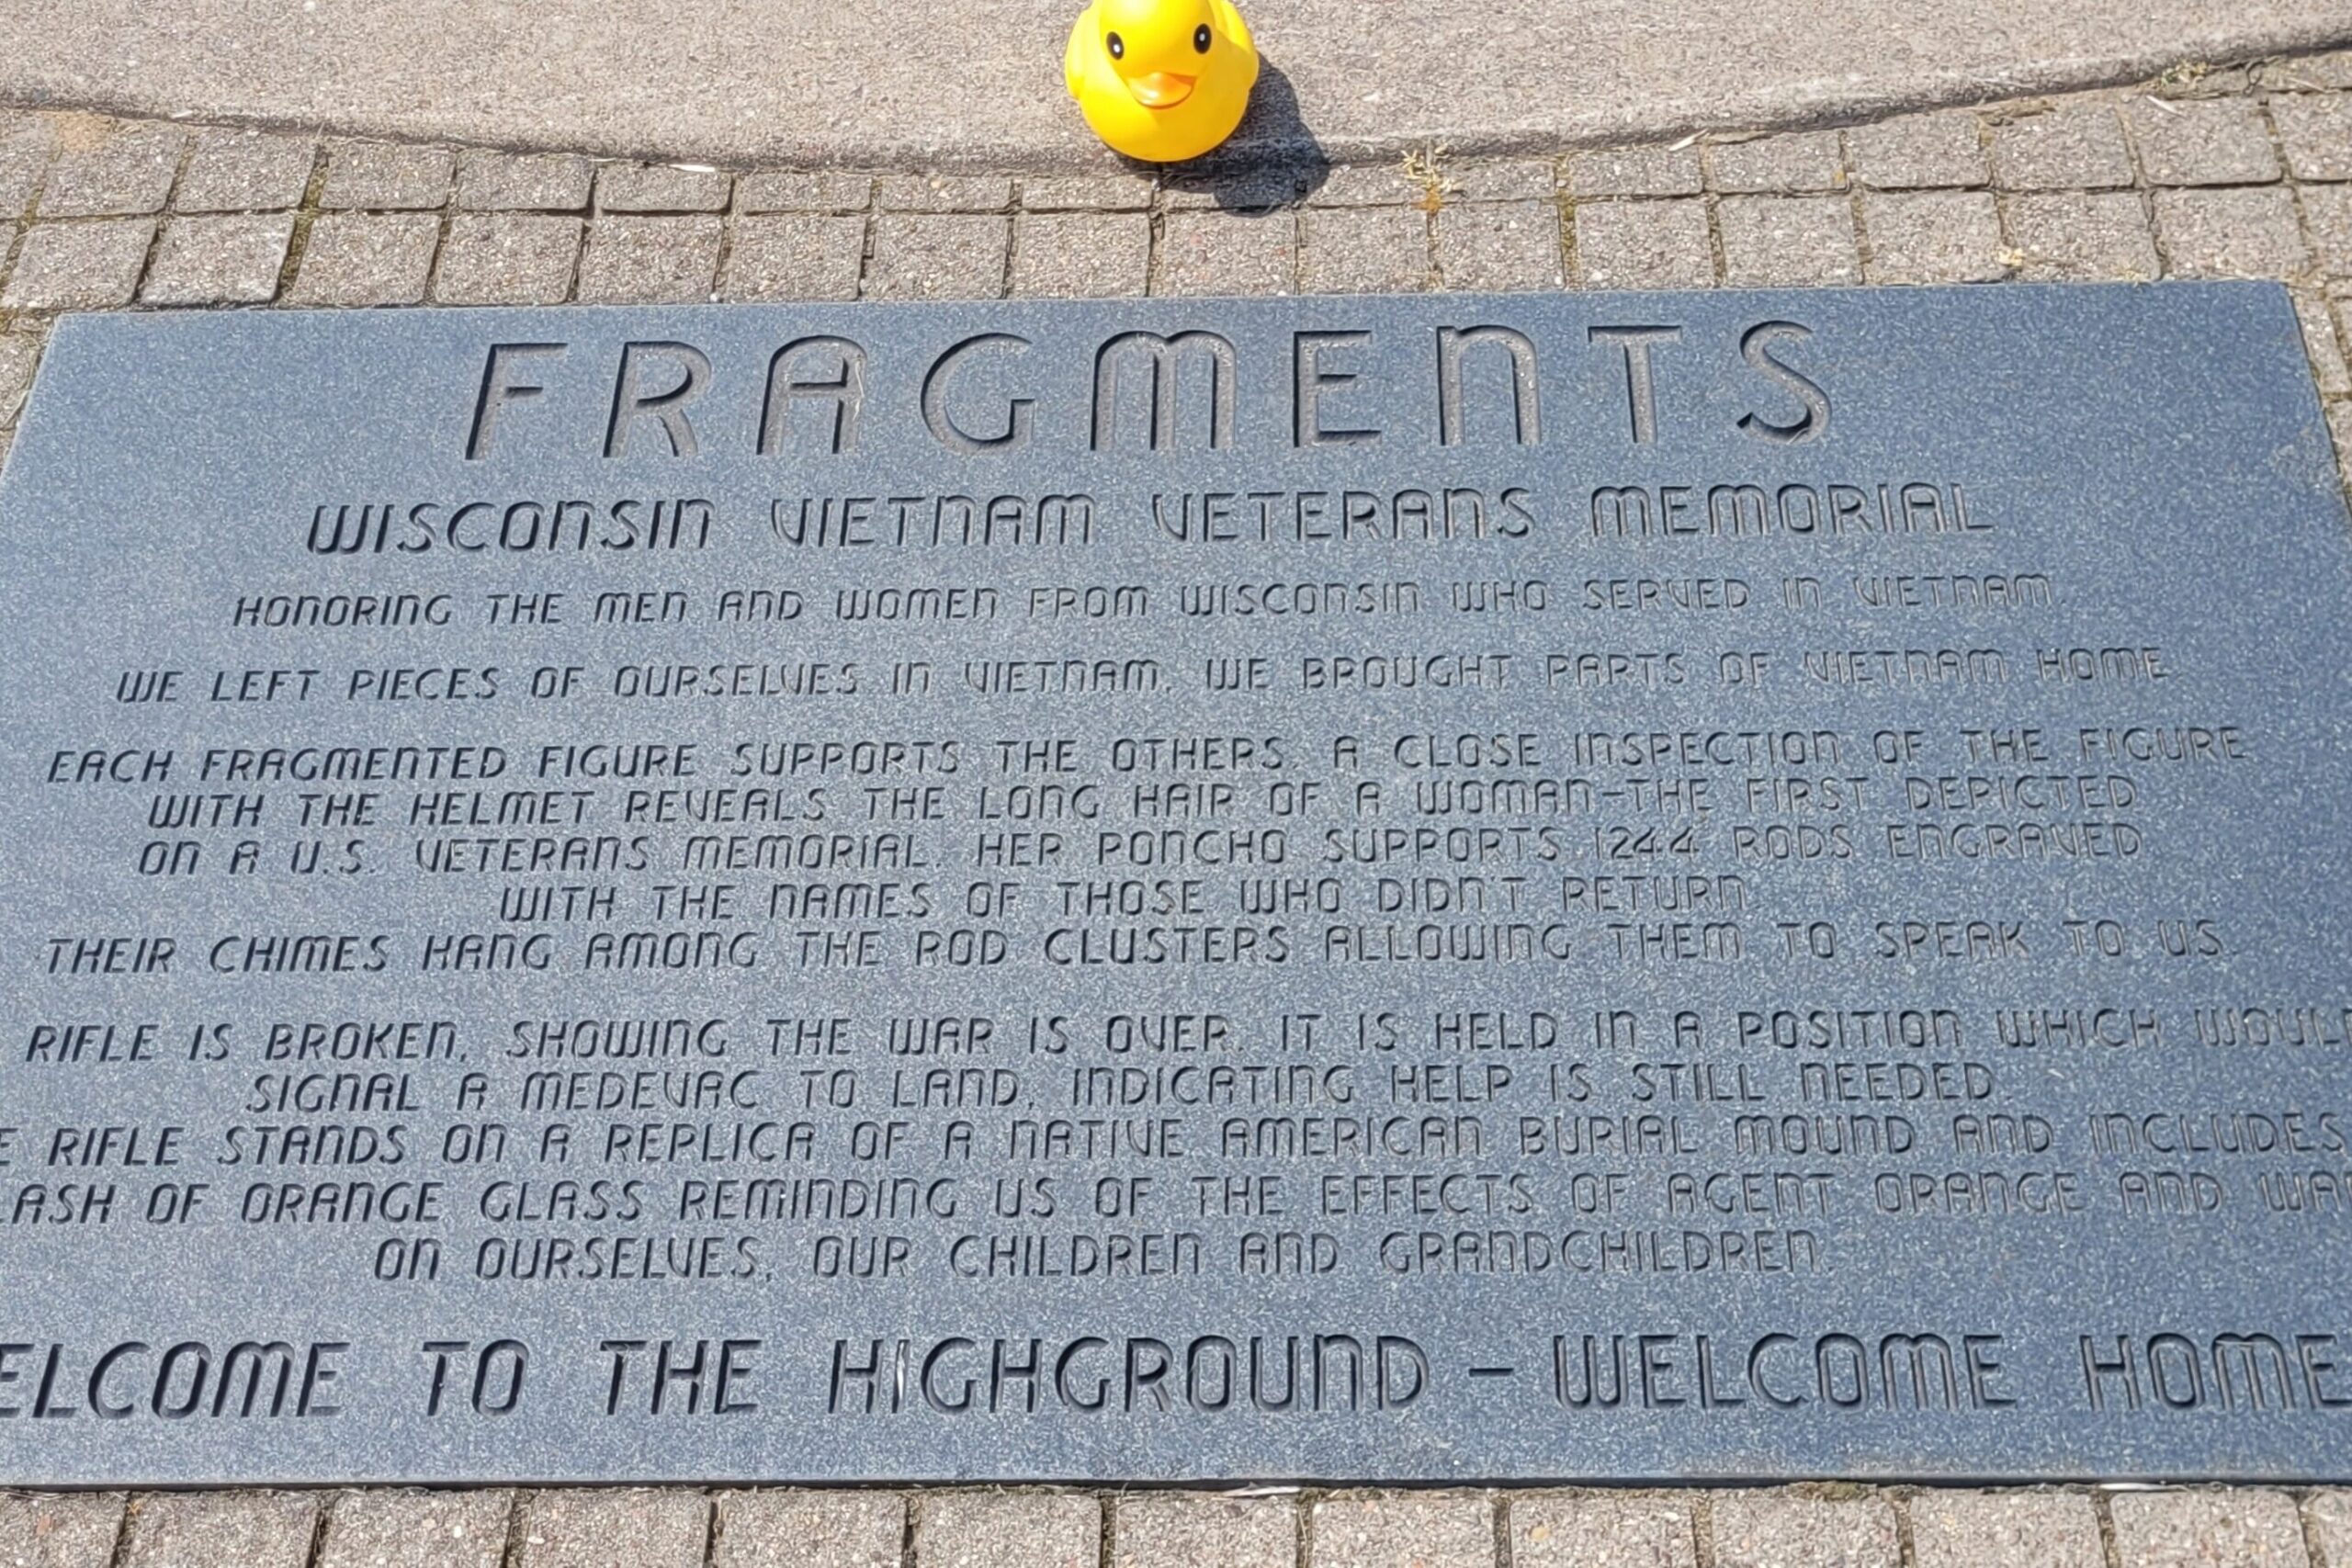 FRAGMENTS
WISCONSIN VIETNAM VETERANS MEMORIAL
HONORING THE MEN AND WOMEN FROM WISCONSIN WHO SERVED IN VIETNAM.
WE LEFT PIECES OF OURSELVES IN VIETNAM. WE BROUGHT PARTS OF VIETNAM HOME.
EACH FRAGMENTED FIGURE SUPPORTS THE OTHERS. A CLOSE INSPECTION OF THE FIGURE
WITH THE HELMET REVEALS THE LONG HAIR OF A WOMAN-THE FIRST DEPICTED
ON A U.S. VETERANS MEMORIAL. HER PONCHO SUPPORTS 1244 RODS ENGRAVED
WITH THE NAMES OF THOSE WHO DIDN'T RETURN.
THEIR CHIMES HANG AMONG THE ROD CLUSTERS ALLOWING THEM TO SPEAK TO US.
RIFLE IS BROKEN, SHOWING THE WAR IS OVER. IT IS HELD IN A POSITION WHICH WOUL
SIGNAL A MEDEVAC TO LAND, INDICATING HELP IS STILL NEEDED.
E RIFLE STANDS ON A REPLICA OF A NATIVE AMERICAN BURIAL MOUND AND INCLUDES
LASH OF ORANGE GLASS REMINDING US OF THE EFFECTS OF AGENT ORANGE AND WA
ON OURSELVES, OUR CHILDREN AND GRANDCHILDREN.
ELCOME TO THE HIGHGROUND - WELCOME HOME